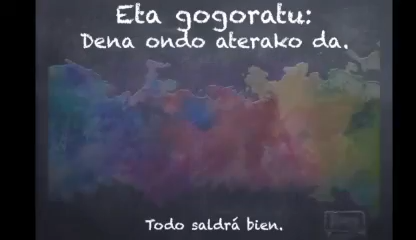 Eta gogoratu:
Dena ondo aterako da.
Todo saldrá bien.